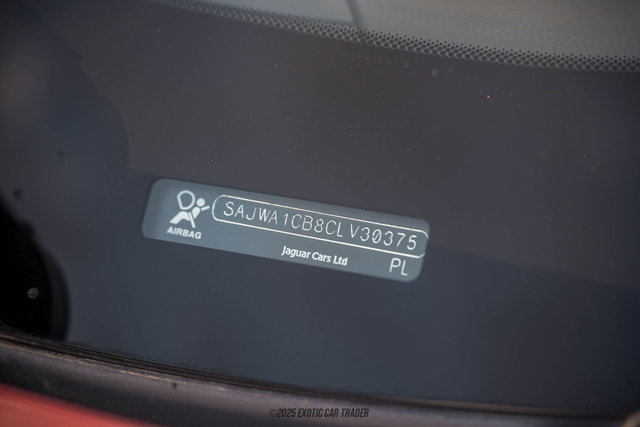 SAJWA1CB8CLV30375
AIRBAG
Jaguar Cars Ltd
PL
©2025 EXOTIC CAR TRADER